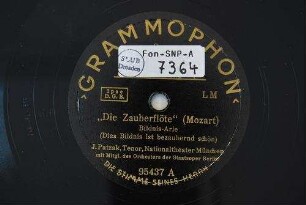 GRAMMOPHON
SLUB
Dresden
Fon-SNP-A
7364
D.R.G.
LM
„Die Zauberflöte“ (Mozart)
Bildnis-Arie
(Dies Bildnis ist bezaubernd schön)
J. Patzak, Tenor, Nationaltheater München
mit Mitgl. des Orchesters der Staatsoper Berlin
95437 A
„DIE STIMME SEINES HERRN“